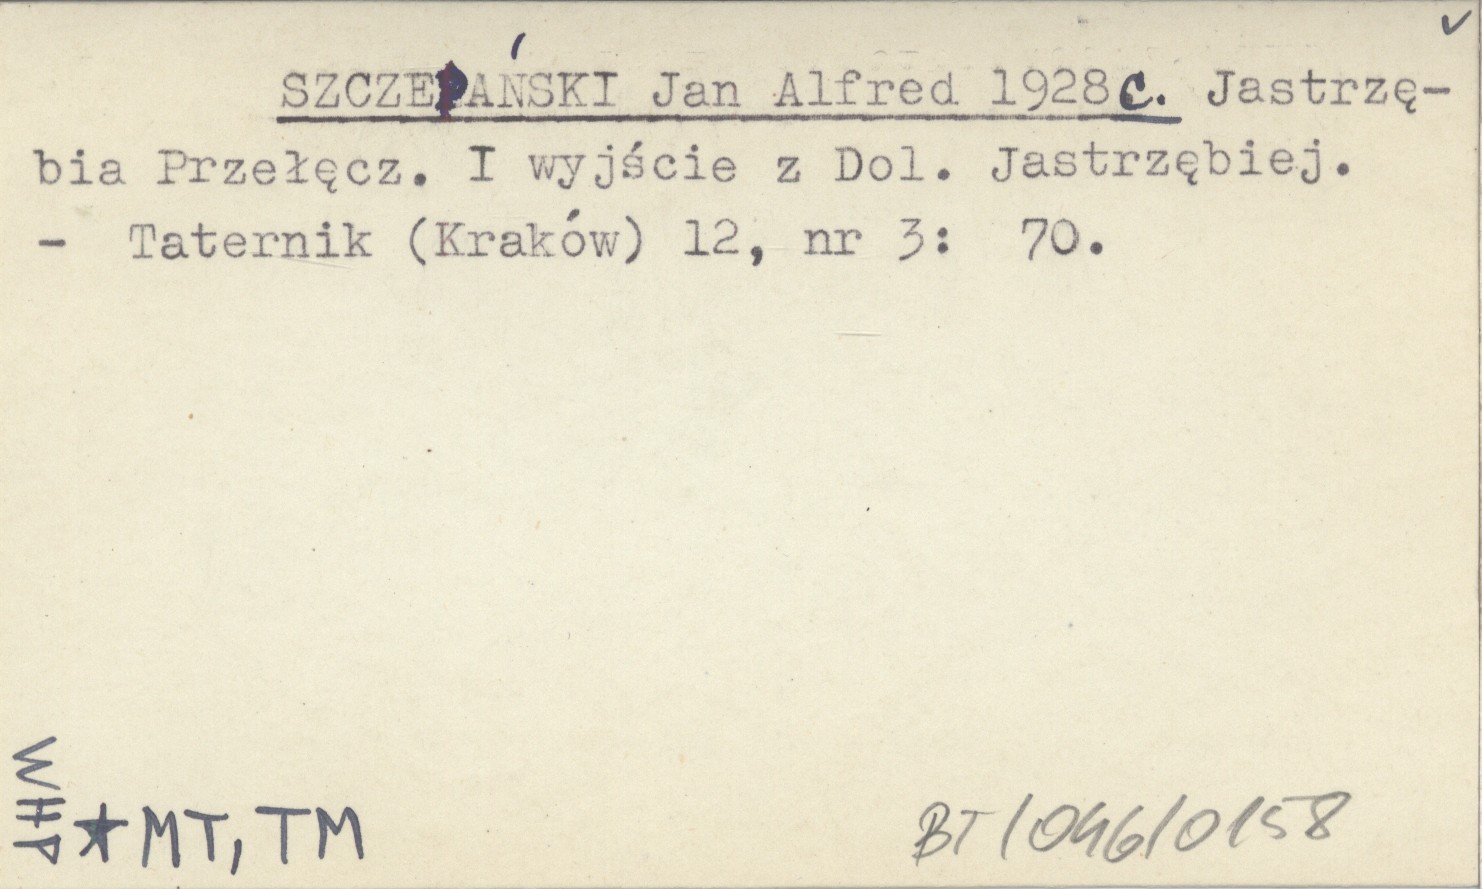 SZCZEPAŃSKI Jan Alfred 1928c. Jastrzę-
bia Przełęcz. I wyjście z Dol. Jastrzębiej.
- Taternik (Kraków) 12, nr 3: 70.
WHP
★ MT, TM
BT/046/0158